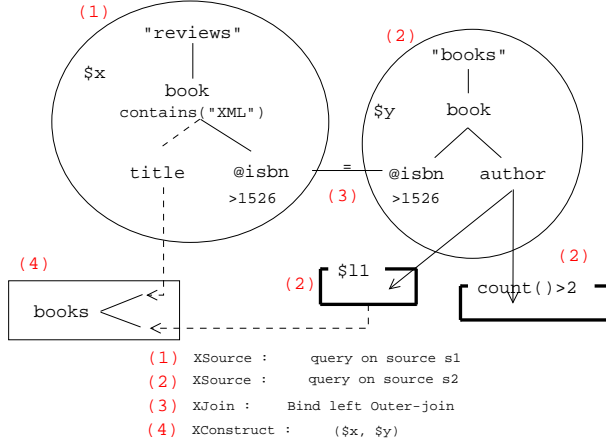 (1)
"reviews"
$x
book
contains("XML")
title
@isbn
>1526
(2)
"books"
$y
book
@isbn
>1526
author
=
(3)
(4)
books
(2)
$l1
(2)
count()>2
(1) XSource : query on source s1
(2) XSource : query on source s2
(3) XJoin : Bind left Outer-join
(4) XConstruct : ($x, $y)